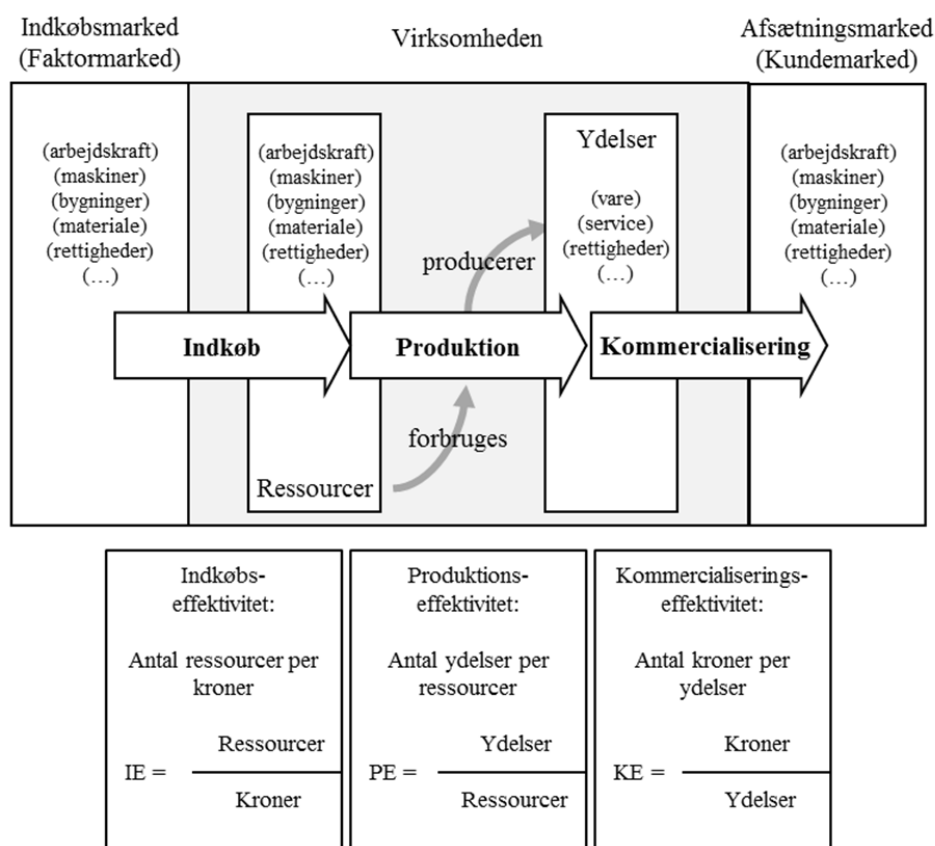 Indkøbsmarked
(Faktormarked)
Virksomheden
Afsætningsmarked
(Kundemarked)
(arbejdskraft)
(maskiner)
(bygninger)
(materiale)
(rettigheder)
(…)
(arbejdskraft)
(maskiner)
(bygninger)
(materiale)
(rettigheder)
(…)
Ydelser
(vare)
(service)
(rettigheder)
(…)
(arbejdskraft)
(maskiner)
(bygninger)
(materiale)
(rettigheder)
(…)
producerer
Indkøb
Produktion
Kommercialisering
forbruges
Ressourcer
Indkøbs-
effektivitet:
Antal ressourcer per
kroner
IE =
Ressourcer
Kroner
Produktions-
effektivitet:
Antal ydelser per
ressourcer
PE =
Ydelser
Ressourcer
Kommercialiserings-
effektivitet:
Antal kroner per
ydelser
KE =
Kroner
Ydelser